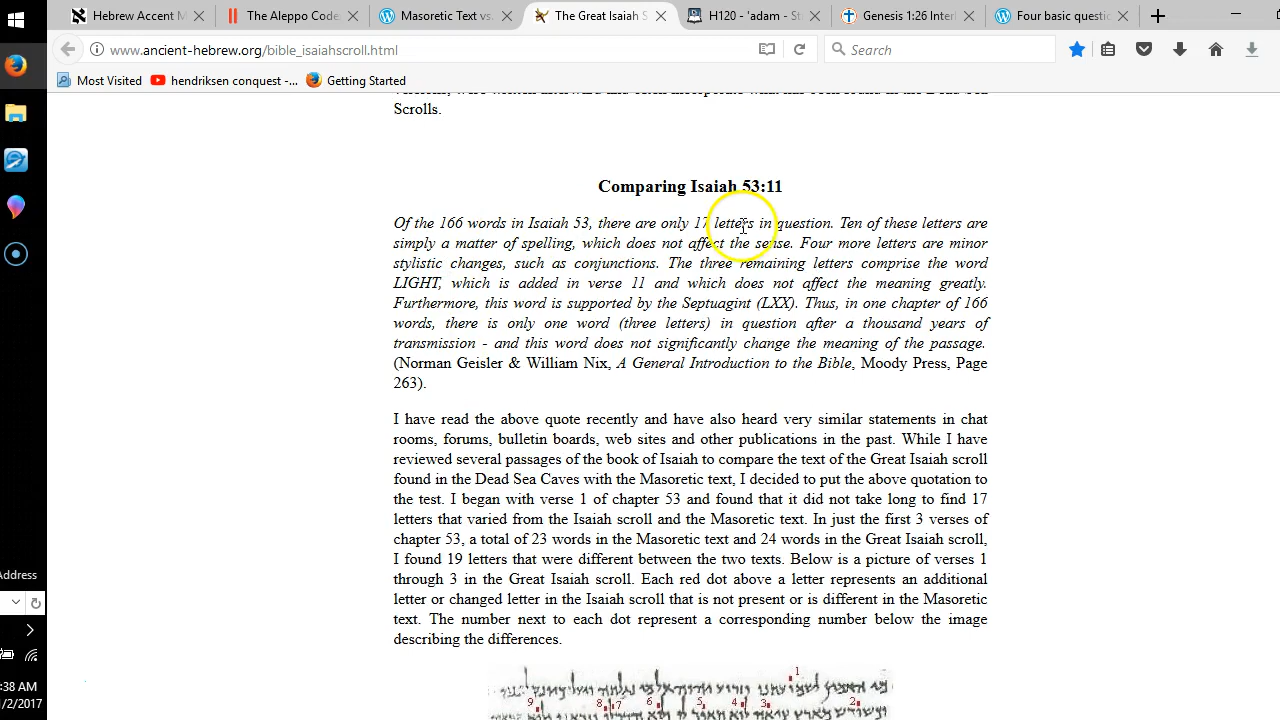 Hebrew Accent M
The Aleppo Code
Masoretic Text vs.
The Great Isaiah S
H120 - 'adam - St
Genesis 1:26 Interl
Four basic questio
www.ancient-hebrew.org/bible_isaiahscroll.html
Search
Most Visited
hendriksen conquest -...
Getting Started
Scrolls.
Comparing Isaiah 53:11
Of the 166 words in Isaiah 53, there are only 17 letters in question. Ten of these letters are
simply a matter of spelling, which does not affect the sense. Four more letters are minor
stylistic changes, such as conjunctions. The three remaining letters comprise the word
LIGHT, which is added in verse 11 and which does not affect the meaning greatly.
Furthermore, this word is supported by the Septuagint (LXX). Thus, in one chapter of 166
words, there is only one word (three letters) in question after a thousand years of
transmission - and this word does not significantly change the meaning of the passage.
(Norman Geisler & William Nix, A General Introduction to the Bible, Moody Press, Page
263).
I have read the above quote recently and have also heard very similar statements in chat
rooms, forums, bulletin boards, web sites and other publications in the past. While I have
reviewed several passages of the book of Isaiah to compare the text of the Great Isaiah scroll
found in the Dead Sea Caves with the Masoretic text, I decided to put the above quotation to
the test. I began with verse 1 of chapter 53 and found that it did not take long to find 17
letters that varied from the Isaiah scroll and the Masoretic text. In just the first 3 verses of
chapter 53, a total of 23 words in the Masoretic text and 24 words in the Great Isaiah scroll,
I found 19 letters that were different between the two texts. Below is a picture of verses 1
through 3 in the Great Isaiah scroll. Each red dot above a letter represents an additional
letter or changed letter in the Isaiah scroll that is not present or is different in the Masoretic
text. The number next to each dot represent a corresponding number below the image
describing the differences.
1
9 8 7 6 5 4 3 2
Address
:38 AM
1/2/2017